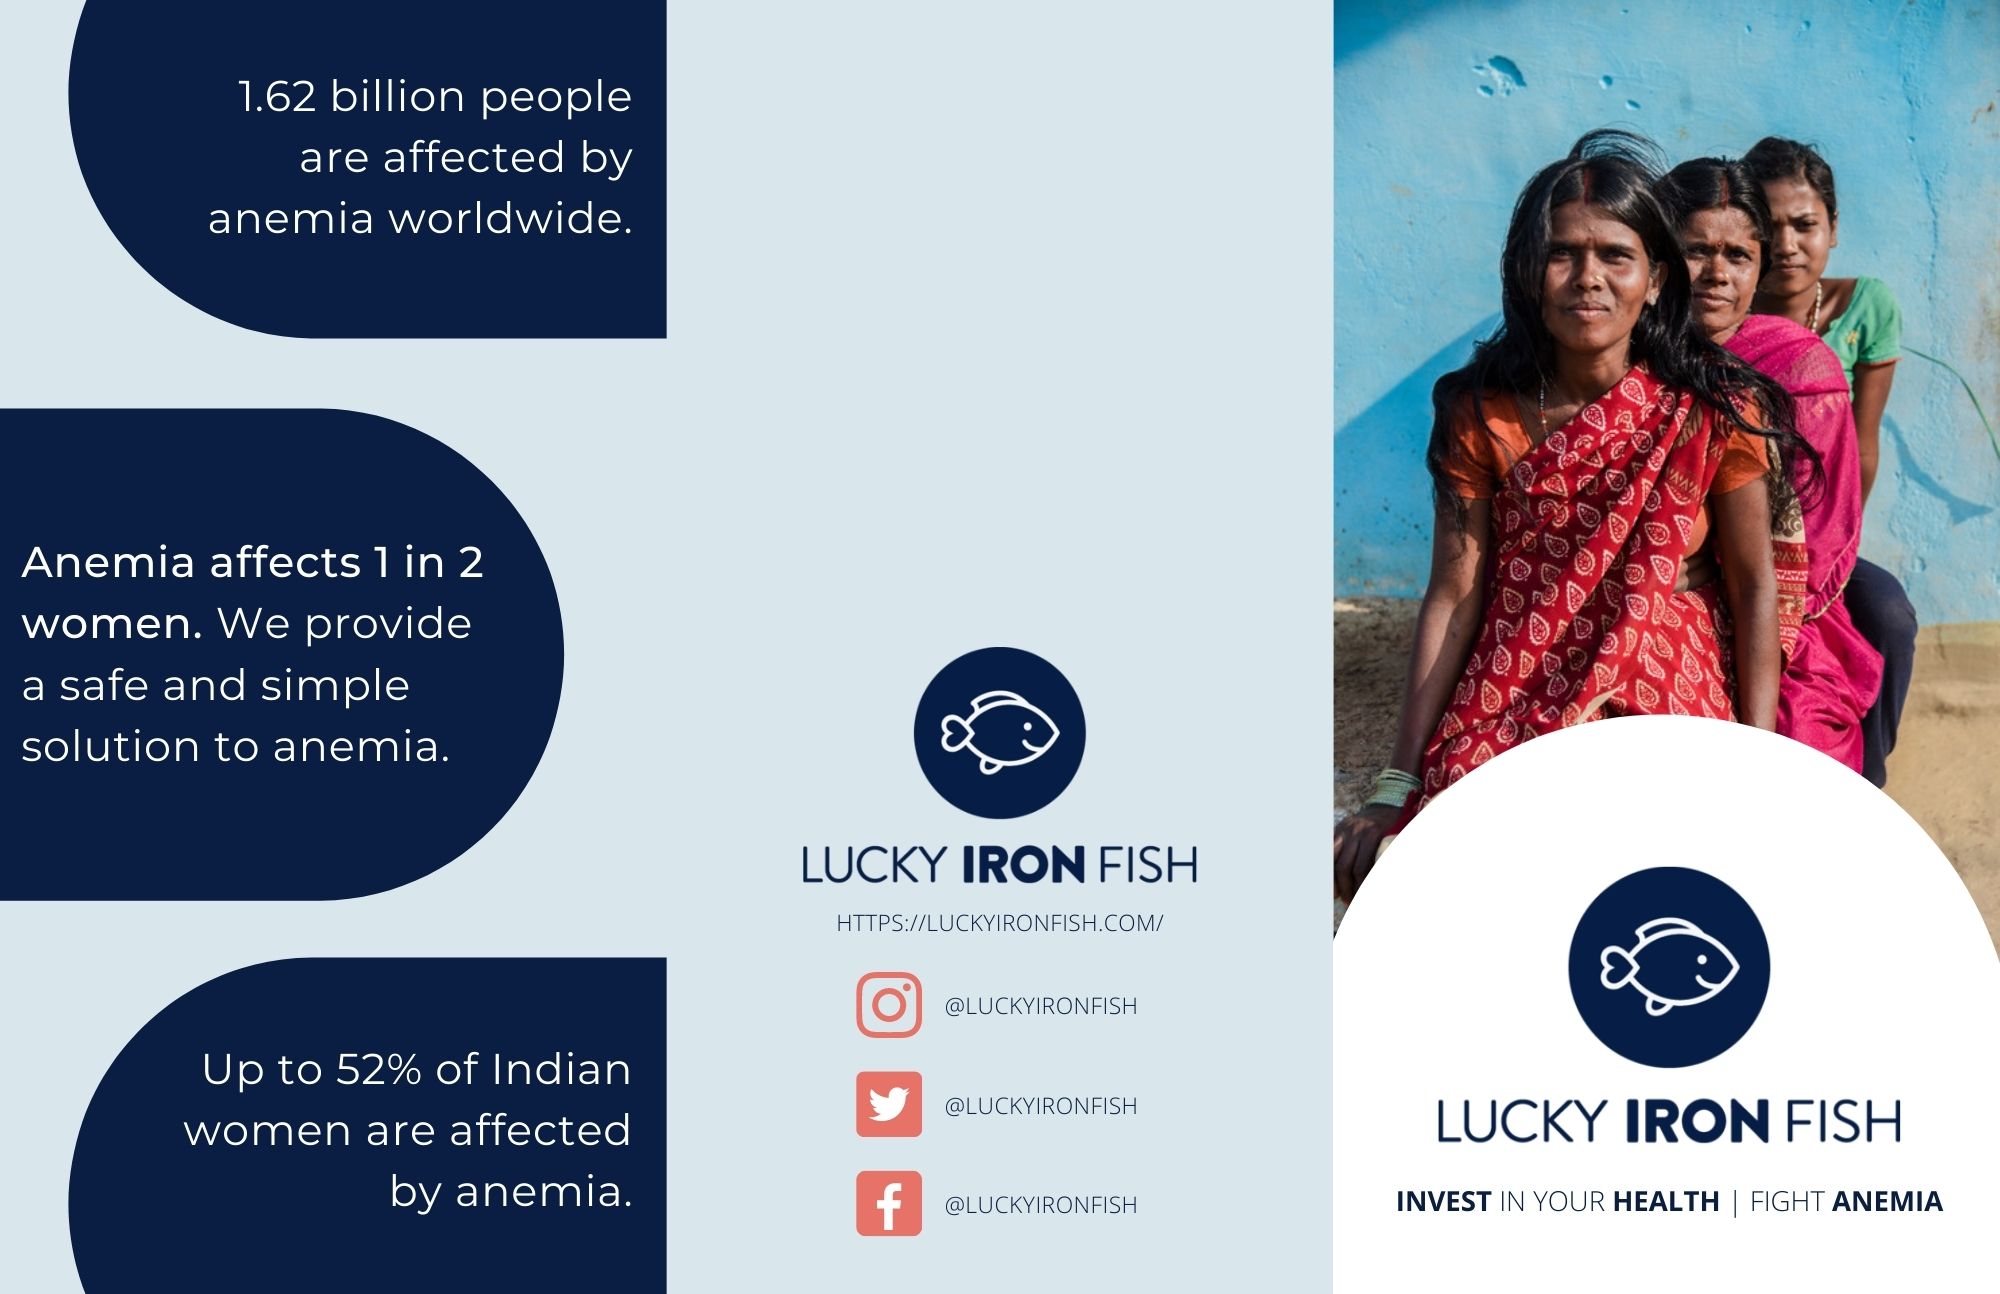 1.62 billion people
are affected by
anemia worldwide.
Anemia affects 1 in 2
women. We provide
a safe and simple
solution to anemia.
Up to 52% of Indian
women are affected
by anemia.
LUCKY IRON FISH
HTTPS://LUCKYIRONFISH.COM/
@LUCKYIRONFISH
@LUCKYIRONFISH
@LUCKYIRONFISH
LUCKY IRON FISH
INVEST IN YOUR HEALTH | FIGHT ANEMIA